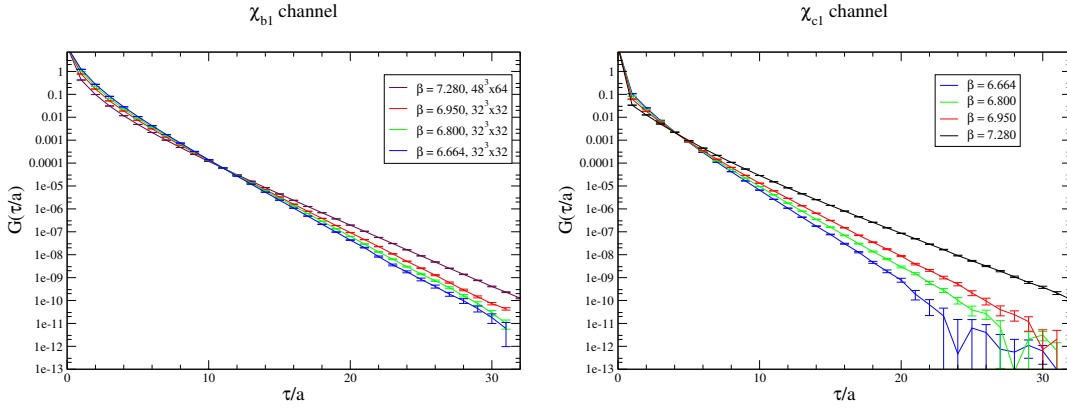 χb1 channel
1
0.1
0.01
0.001
0.0001
1e-05
1e-06
1e-07
1e-08
1e-09
1e-10
1e-11
1e-12
1e-13
G(τ/a)
0 10 20 30
τ/a
β = 7.280, 48³x64
β = 6.950, 32³x32
β = 6.800, 32³x32
β = 6.664, 32³x32
χc1 channel
1
0.1
0.01
0.001
0.0001
1e-05
1e-06
1e-07
1e-08
1e-09
1e-10
1e-11
1e-12
1e-13
G(τ/a)
0 10 20 30
τ/a
β = 6.664
β = 6.800
β = 6.950
β = 7.280